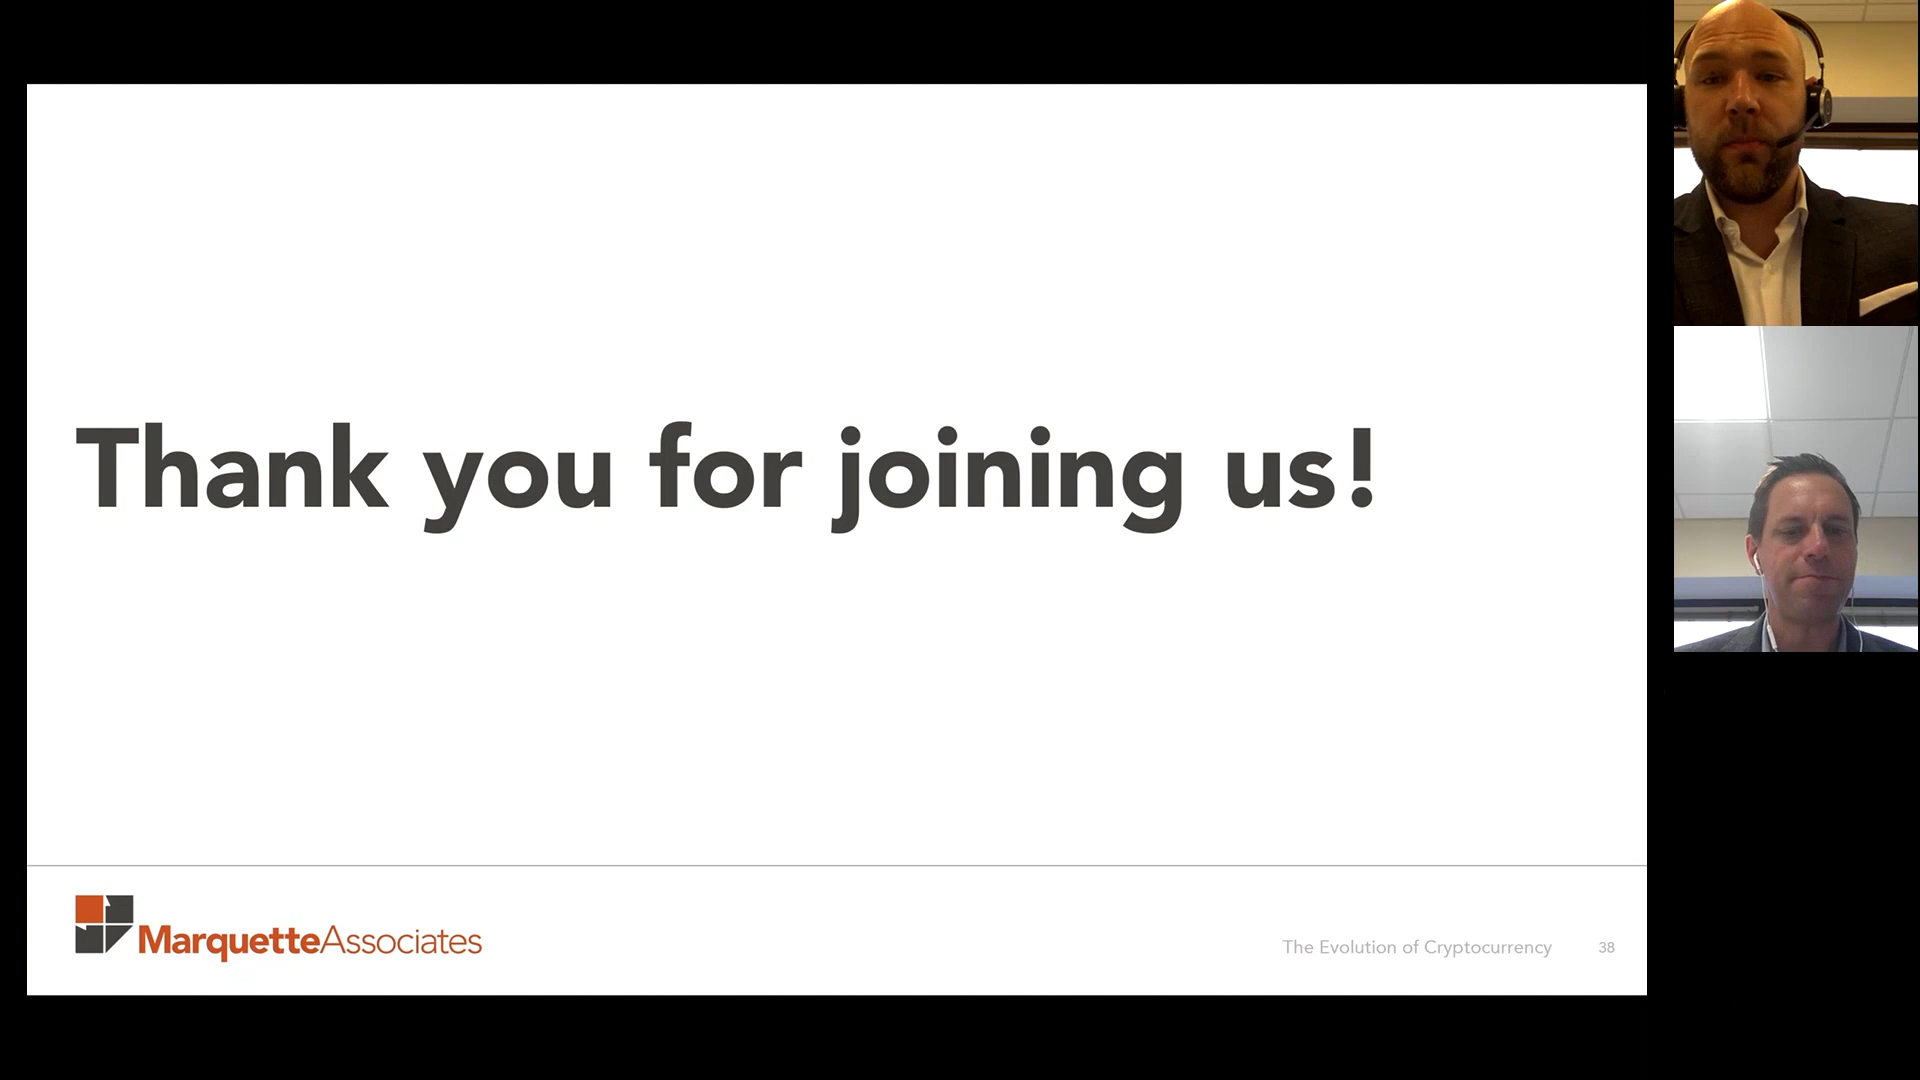 Thank you for joining us!
MarquetteAssociates
The Evolution of Cryptocurrency 38